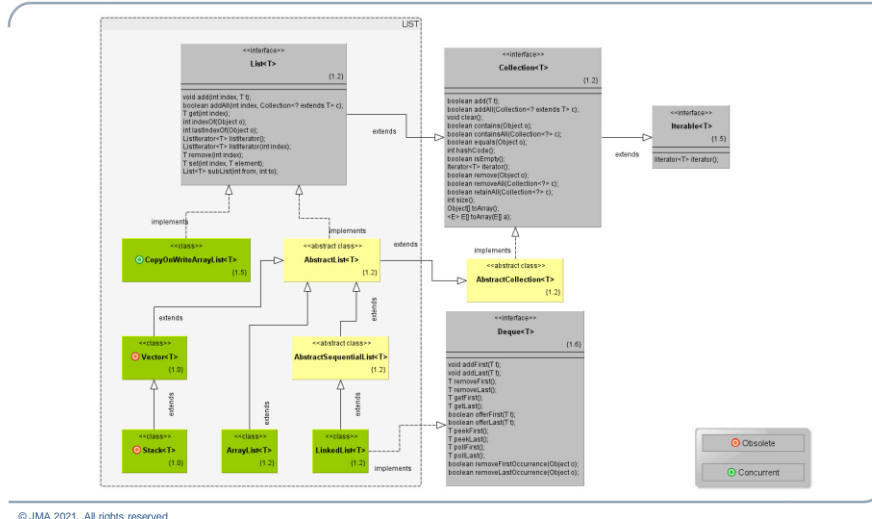 LIST
<<interface>>
List<T>
{1.2}
void add(int index, T t);
boolean addAll(int index, Collection<? extends T> c);
T get(int index);
int indexOf(Object o);
int lastIndexOf(Object o);
ListIterator<T> listIterator();
ListIterator<T> listIterator(int index);
T remove(int index);
T set(int index, T element);
List<T> subList(int from, int to);
<<interface>>
Collection<T>
{1.2}
boolean add(T t);
boolean addAll(Collection<? extends T> c);
void clear();
boolean contains(Object o);
boolean containsAll(Collection<?> c);
boolean equals(Object o);
int hashCode();
boolean isEmpty();
Iterator<T> iterator();
boolean remove(Object o);
boolean removeAll(Collection<?> c);
boolean retainAll(Collection<?> c);
int size();
Object[] toArray();
<E> E[] toArray(E[] a);
<<interface>>
Iterable<T>
{1.5}
Iiterator<T> iterator();
extends
extends
implements
implements
implements
<<class>>
CopyOnWriteArrayList<T>
{1.5}
<<abstract class>>
AbstractList<T>
{1.2}
extends
<<abstract class>>
AbstractCollection<T>
{1.2}
extends
extends
<<class>>
Vector<T>
{1.0}
<<abstract class>>
AbstractSequentialList<T>
{1.2}
<<interface>>
Deque<T>
{1.6}
void addFirst(T t);
void addLast(T t);
T removeFirst();
T removeLast();
T getFirst();
T getLast();
boolean offerFirst(T t);
boolean offerLast(T t);
T peekFirst();
T peekLast();
T pollFirst();
T pollLast();
boolean removeFirstOccurrence(Object o);
boolean removeLastOccurrence(Object o);
extends
extends
extends
<<class>>
Stack<T>
{1.0}
<<class>>
ArrayList<T>
{1.2}
<<class>>
LinkedList<T>
{1.2}
implements
Obsolete
Concurrent
© JMA 2021. All rights reserved